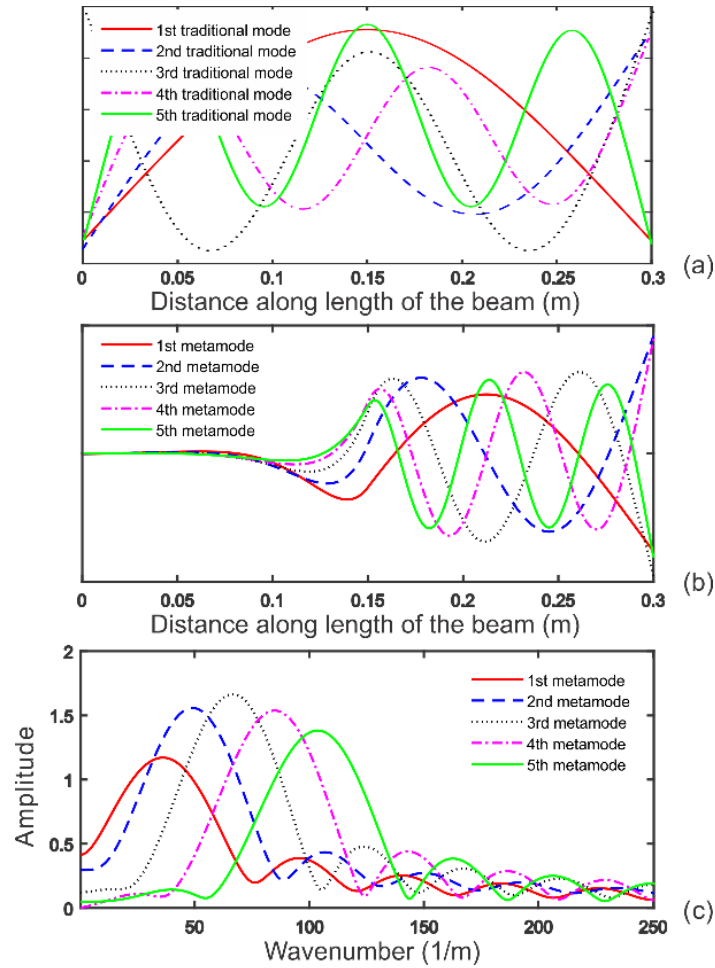 1st traditional mode
2nd traditional mode
3rd traditional mode
4th traditional mode
5th traditional mode
0 0.05 0.1 0.15 0.2 0.25 0.3
Distance along length of the beam (m)
(a)
1st metamode
2nd metamode
3rd metamode
4th metamode
5th metamode
0 0.05 0.1 0.15 0.2 0.25 0.3
Distance along length of the beam (m)
(b)
2
1.5
1
0.5
0
Amplitude
1st metamode
2nd metamode
3rd metamode
4th metamode
5th metamode
50 100 150 200 250
Wavenumber (1/m)
(c)